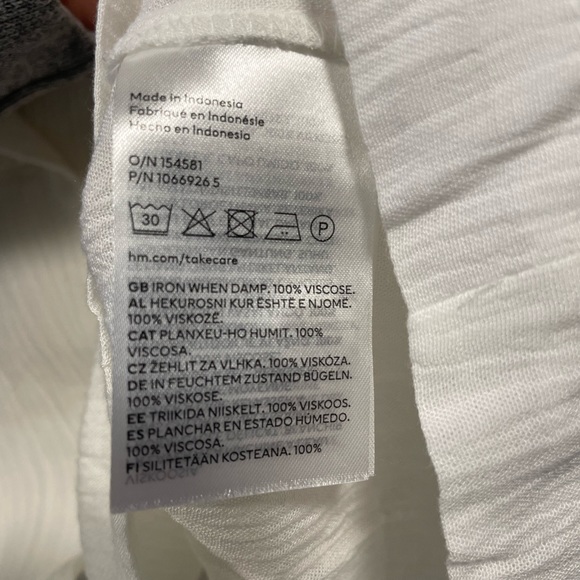 Made in Indonesia
Fabriqué en Indonésie
Hecho en Indonesia
O/N 154581
P/N 1066926 5
30
P
hm.com/takecare
GB IRON WHEN DAMP. 100% VISCOSE.
AL HEKUROSNI KUR ËSHTË E NJOMË.
100% VISKOZË.
CAT PLANXEU-HO HUMIT. 100%
VISCOSA.
CZ ŽEHLIT ZA VLHKA. 100% VISKÓZA.
DE IN FEUCHTEM ZUSTAND BÜGELN.
100% VISKOSE.
EE TRIIKIDA NIISKELT. 100% VISKOOS.
ES PLANCHAR EN ESTADO HÚMEDO.
100% VISCOSA.
FI SILITETÄÄN KOSTEANA. 100%